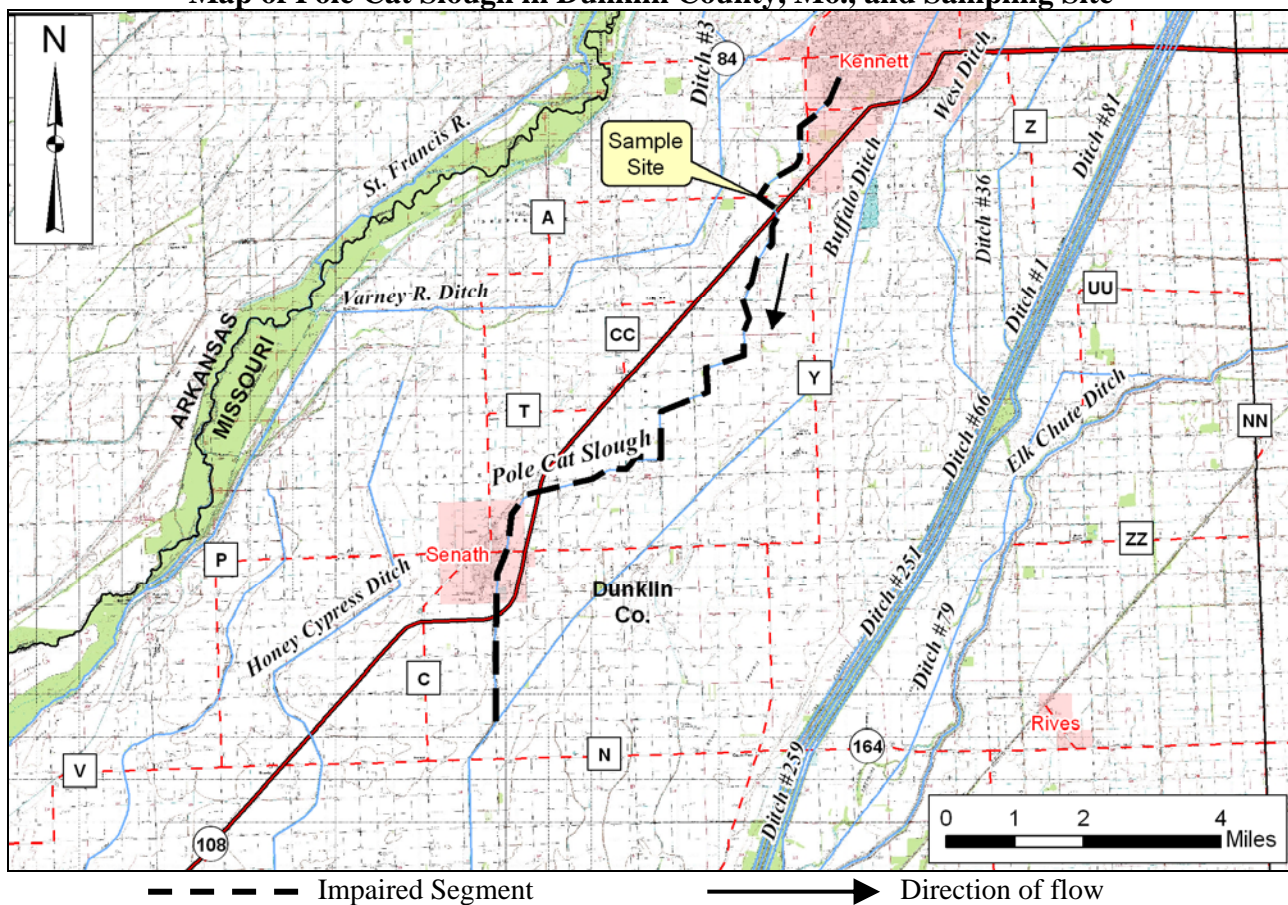 Map of Pole Cat Slough in Dunklin County, Mo., and Sampling Site
N
Ditch #3
84
Kennett
West Ditch
Z
Ditch #81
St. Francis R.
Sample
Site
Buffalo Ditch
Ditch #36
A
Varney R. Ditch
Ditch #1
UU
ARKANSAS
MISSOURI
CC
Y
T
Ditch #66
Elk Chute Ditch
NN
Pole Cat Slough
Senath
P
Honey Cypress Ditch
Dunklin
Co.
Ditch #251
ZZ
C
Ditch #79
Rives
V
N
164
Ditch #259
108
0 1 2 4
Miles
Impaired Segment
Direction of flow